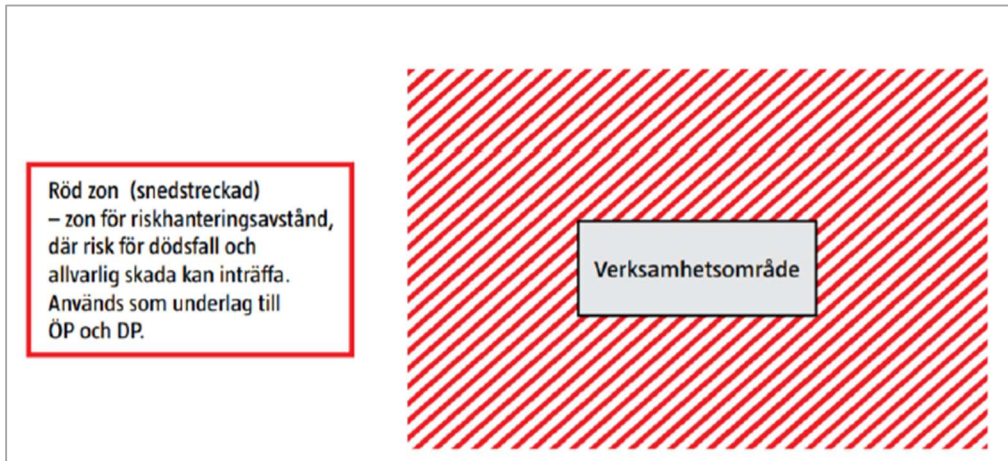 Röd zon (snedstreckad)
– zon för riskhanteringsavstånd,
där risk för dödsfall och
allvarlig skada kan inträffa.
Används som underlag till
ÖP och DP.
Verksamhetsområde